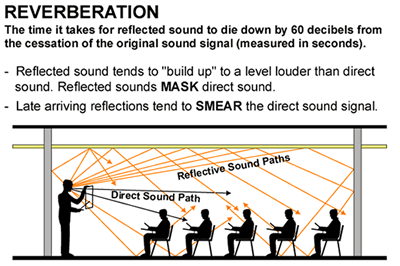 REVERBERATION
The time it takes for reflected sound to die down by 60 decibels from
the cessation of the original sound signal (measured in seconds).
- Reflected sound tends to "build up" to a level louder than direct
sound. Reflected sounds MASK direct sound.
- Late arriving reflections tend to SMEAR the direct sound signal.
Reflective Sound Paths
Direct Sound Path